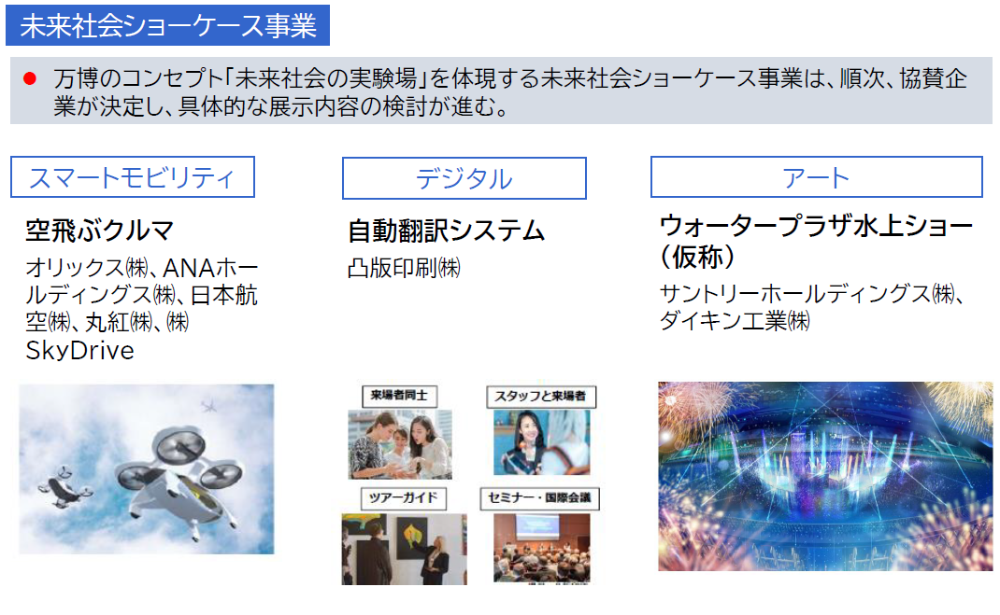 未来社会ショーケース事業
● 万博のコンセプト「未来社会の実験場」を体現する未来社会ショーケース事業は、順次、協賛企
業が決定し、具体的な展示内容の検討が進む。
スマートモビリティ
空飛ぶクルマ
オリックス㈱、ANAホー
ルディングス㈱、日本航
空㈱、丸紅㈱、㈱
SkyDrive
デジタル
自動翻訳システム
凸版印刷㈱
来場者同士
スタッフと来場者
ツアーガイド
セミナー・国際会議
アート
ウォータープラザ水上ショー
（仮称）
サントリーホールディングス㈱、
ダイキン工業㈱